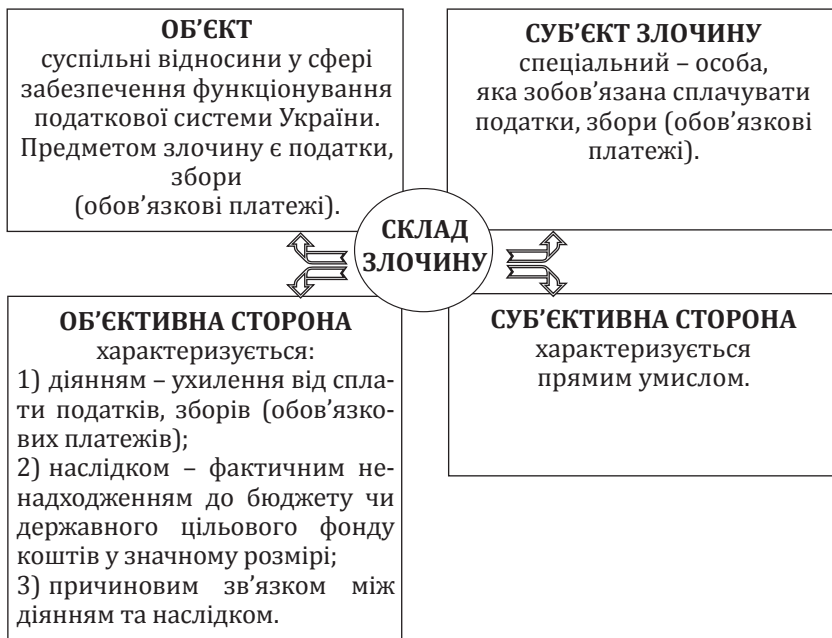 ОБ’ЄКТ
суспільні відносини у сфері
забезпечення функціонування
податкової системи України.
Предметом злочину є податки,
збори
(обов’язкові платежі).
СУБ’ЄКТ ЗЛОЧИНУ
спеціальний – особа,
яка зобов’язана сплачувати
податки, збори (обов’язкові
платежі).
СКЛАД
ЗЛОЧИНУ
ОБ’ЄКТИВНА СТОРОНА
характеризується:
1) діянням – ухилення від спла-
ти податків, зборів (обов’язко-
вих платежів);
2) наслідком – фактичним не-
надходженням до бюджету чи
державного цільового фонду
коштів у значному розмірі;
3) причиновим зв’язком між
діянням та наслідком.
СУБ’ЄКТИВНА СТОРОНА
характеризується
прямим умислом.